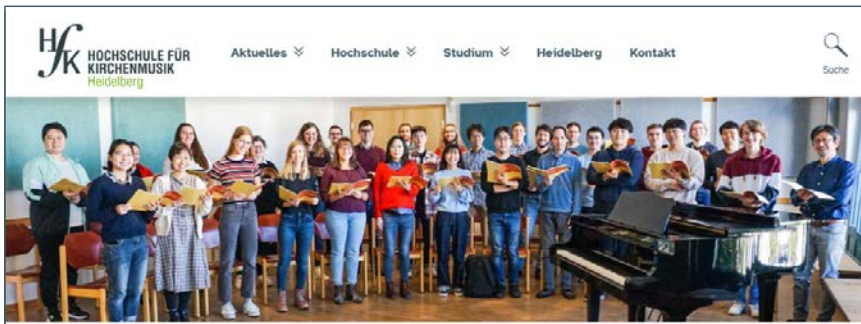 HfK HOCHSCHULE FÜR
KIRCHENMUSIK
Heidelberg
Aktuelles Hochschule Studium Heidelberg Kontakt
Suche